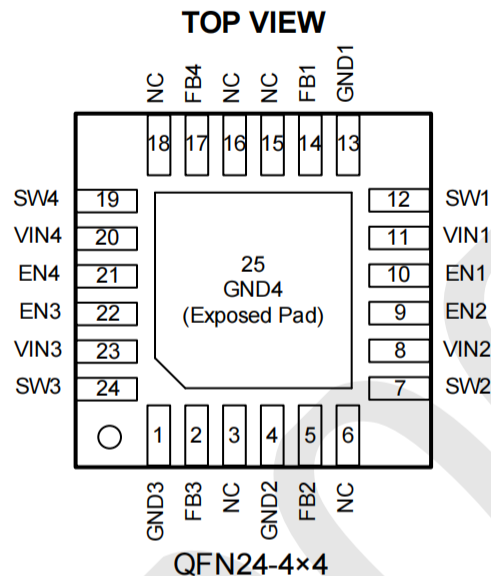 TOP VIEW
NC FB4 NC NC FB1 GND1
18 17 16 15 14 13
SW4 19 12 SW1
VIN4 20 11 VIN1
EN4 21 10 EN1
EN3 22 9 EN2
VIN3 23 8 VIN2
SW3 24 7 SW2
25
GND4
(Exposed Pad)
1 2 3 4 5 6
GND3 FB3 NC GND2 FB2 NC
QFN24-4×4